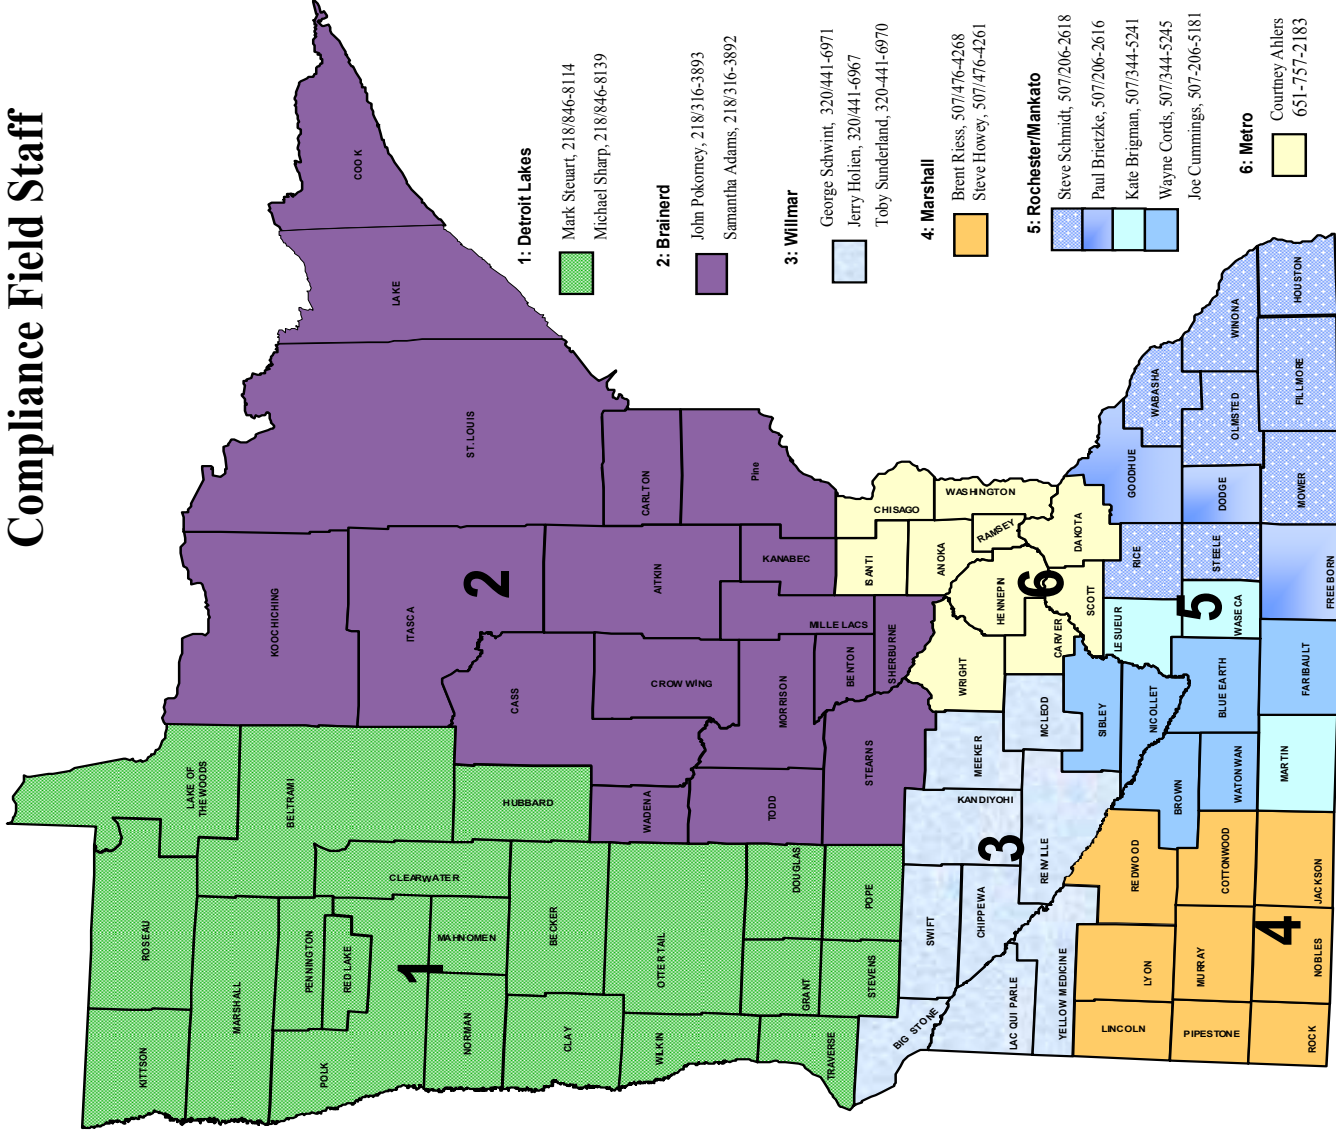 Compliance Field Staff
1: Detroit Lakes
Mark Steuart, 218/846-8114
Michael Sharp, 218/846-8139
2: Brainerd
John Pokorney, 218/316-3893
Samantha Adams, 218/316-3892
3: Willmar
George Schwint, 320/441-6971
Jerry Holien, 320/441-6967
Toby Sunderland, 320-441-6970
4: Marshall
Brent Riess, 507/476-4268
Steve Howey, 507/476-4261
5: Rochester/Mankato
Steve Schmidt, 507/206-2618
Paul Brietzke, 507/206-2616
Kate Brigman, 507/344-5241
Wayne Cords, 507/344-5245
Joe Cummings, 507-206-5181
6: Metro
Courtney Ahlers
651-757-2183
KITTSON
ROSEAU
LAKE OF
THE WOODS
MARSHALL
BELTRAMI
KOOCHICHING
ST. LOUIS
LAKE
COOK
POLK
PENNINGTON
RED LAKE
CLEARWATER
1
NORMAN
MAHNOMEN
HUBBARD
ITASCA
2
CASS
CLAY
BECKER
WADENA
CROW WING
AITKIN
CARLTON
WILKIN
OTTER TAIL
TODD
MORRISON
MILLE LACS
KANABEC
Pine
TRAVERSE
GRANT
DOUGLAS
STEVENS
POPE
STEARNS
BENTON
SHERBURNE
ISANTI
CHISAGO
BIG STONE
SWIFT
KANDIYOHI
MEEKER
WRIGHT
ANOKA
WASHINGTON
RAMSEY
HENNEPIN
6
LAC QUI PARLE
CHIPPEWA
3
RENVILLE
MCLEOD
CARVER
SCOTT
DAKOTA
YELLOW MEDICINE
SIBLEY
LE SUEUR
RICE
GOODHUE
WABASHA
LINCOLN
LYON
REDWOOD
BROWN
NICOLLET
PIPESTONE
MURRAY
COTTONWOOD
WATONWAN
BLUE EARTH
5
WASECA
STEELE
DODGE
OLMSTED
WINONA
4
ROCK
NOBLES
JACKSON
MARTIN
FARIBAULT
FREEBORN
MOWER
FILLMORE
HOUSTON